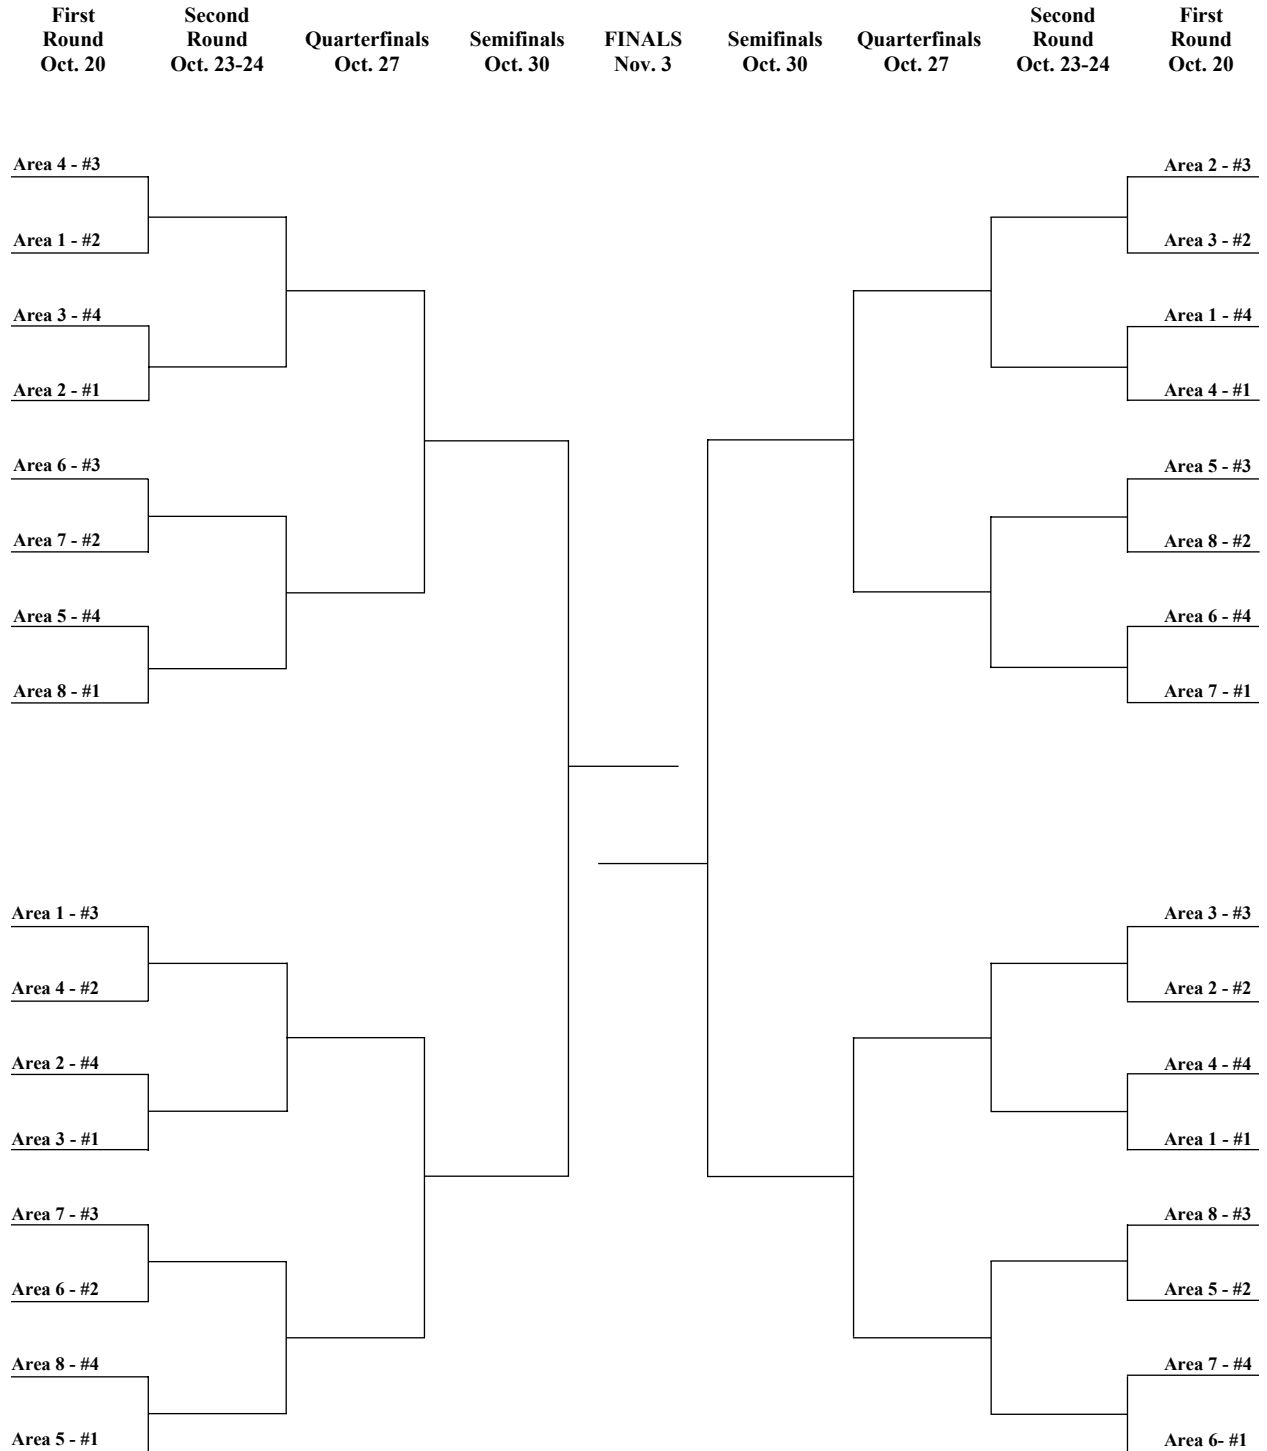 First Round Oct. 20
Second Round Oct. 23-24
Quarterfinals Oct. 27
Semifinals Oct. 30
FINALS Nov. 3
Semifinals Oct. 30
Quarterfinals Oct. 27
Second Round Oct. 23-24
First Round Oct. 20
Area 4 - #3
Area 1 - #2
Area 3 - #4
Area 2 - #1
Area 6 - #3
Area 7 - #2
Area 5 - #4
Area 8 - #1
Area 1 - #3
Area 4 - #2
Area 2 - #4
Area 3 - #1
Area 7 - #3
Area 6 - #2
Area 8 - #4
Area 5 - #1
Area 2 - #3
Area 3 - #2
Area 1 - #4
Area 4 - #1
Area 5 - #3
Area 8 - #2
Area 6 - #4
Area 7 - #1
Area 3 - #3
Area 2 - #2
Area 4 - #4
Area 1 - #1
Area 8 - #3
Area 5 - #2
Area 7 - #4
Area 6- #1